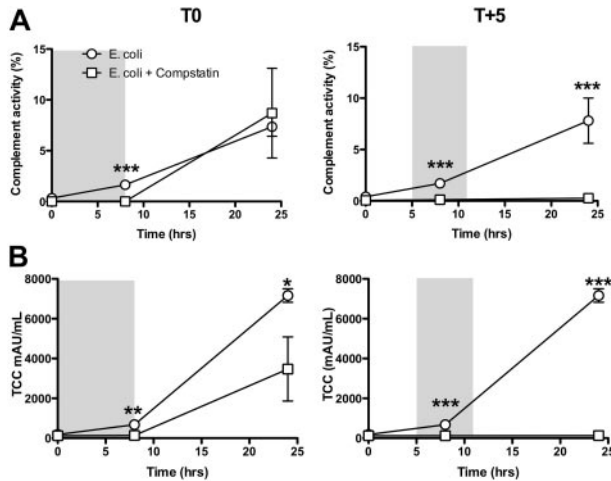 T0
T+5
A
Complement activity (%)
15
10
5
0
E. coli
E. coli + Compstatin
***
0 5 10 15 20 25
Time (hrs)
Complement activity (%)
15
10
5
0
***
***
0 5 10 15 20 25
Time (hrs)
B
TCC mAU/mL
8000
6000
4000
2000
0
**
*
0 5 10 15 20 25
Time (hrs)
TCC (mAU/mL)
8000
6000
4000
2000
0
***
***
0 5 10 15 20 25
Time (hrs)